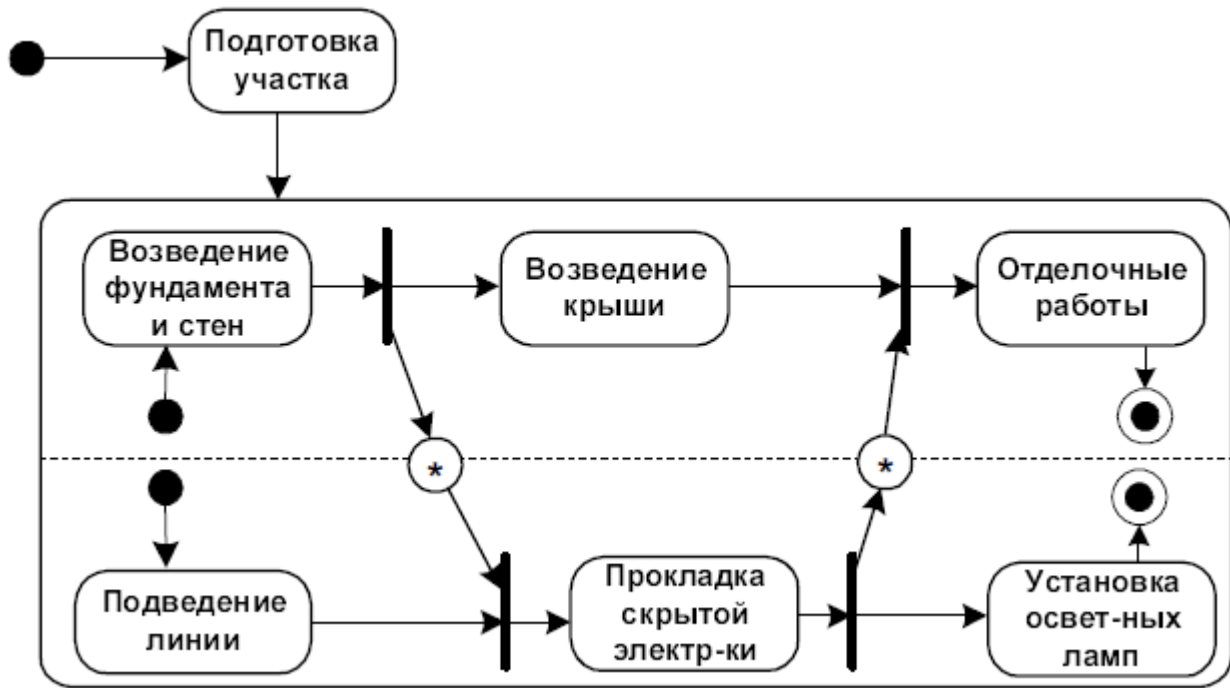 Подготовка
участка
Возведение
фундамента
и стен
Возведение
крыши
Отделочные
работы
*
*
Подведение
линии
Прокладка
скрытой
электр-ки
Установка
освет-ных
ламп